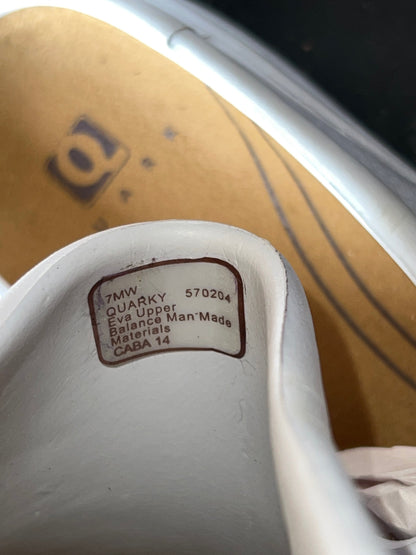 Q
7MW
QUARKY 570204
Eva Upper
Balance Man Made
Materials
CABA 14